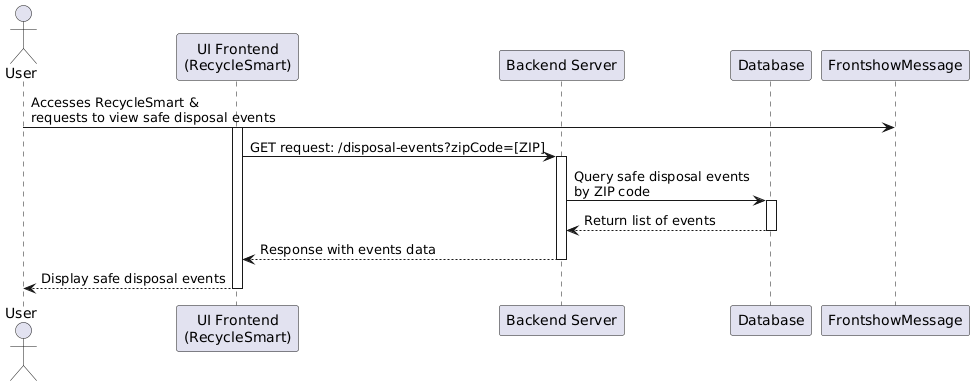 User
UI Frontend
(RecycleSmart)
Backend Server
Database
FrontshowMessage
Accesses RecycleSmart &
requests to view safe disposal events
GET request: /disposal-events?zipCode=[ZIP]
Query safe disposal events
by ZIP code
Return list of events
Response with events data
Display safe disposal events
User
UI Frontend
(RecycleSmart)
Backend Server
Database
FrontshowMessage